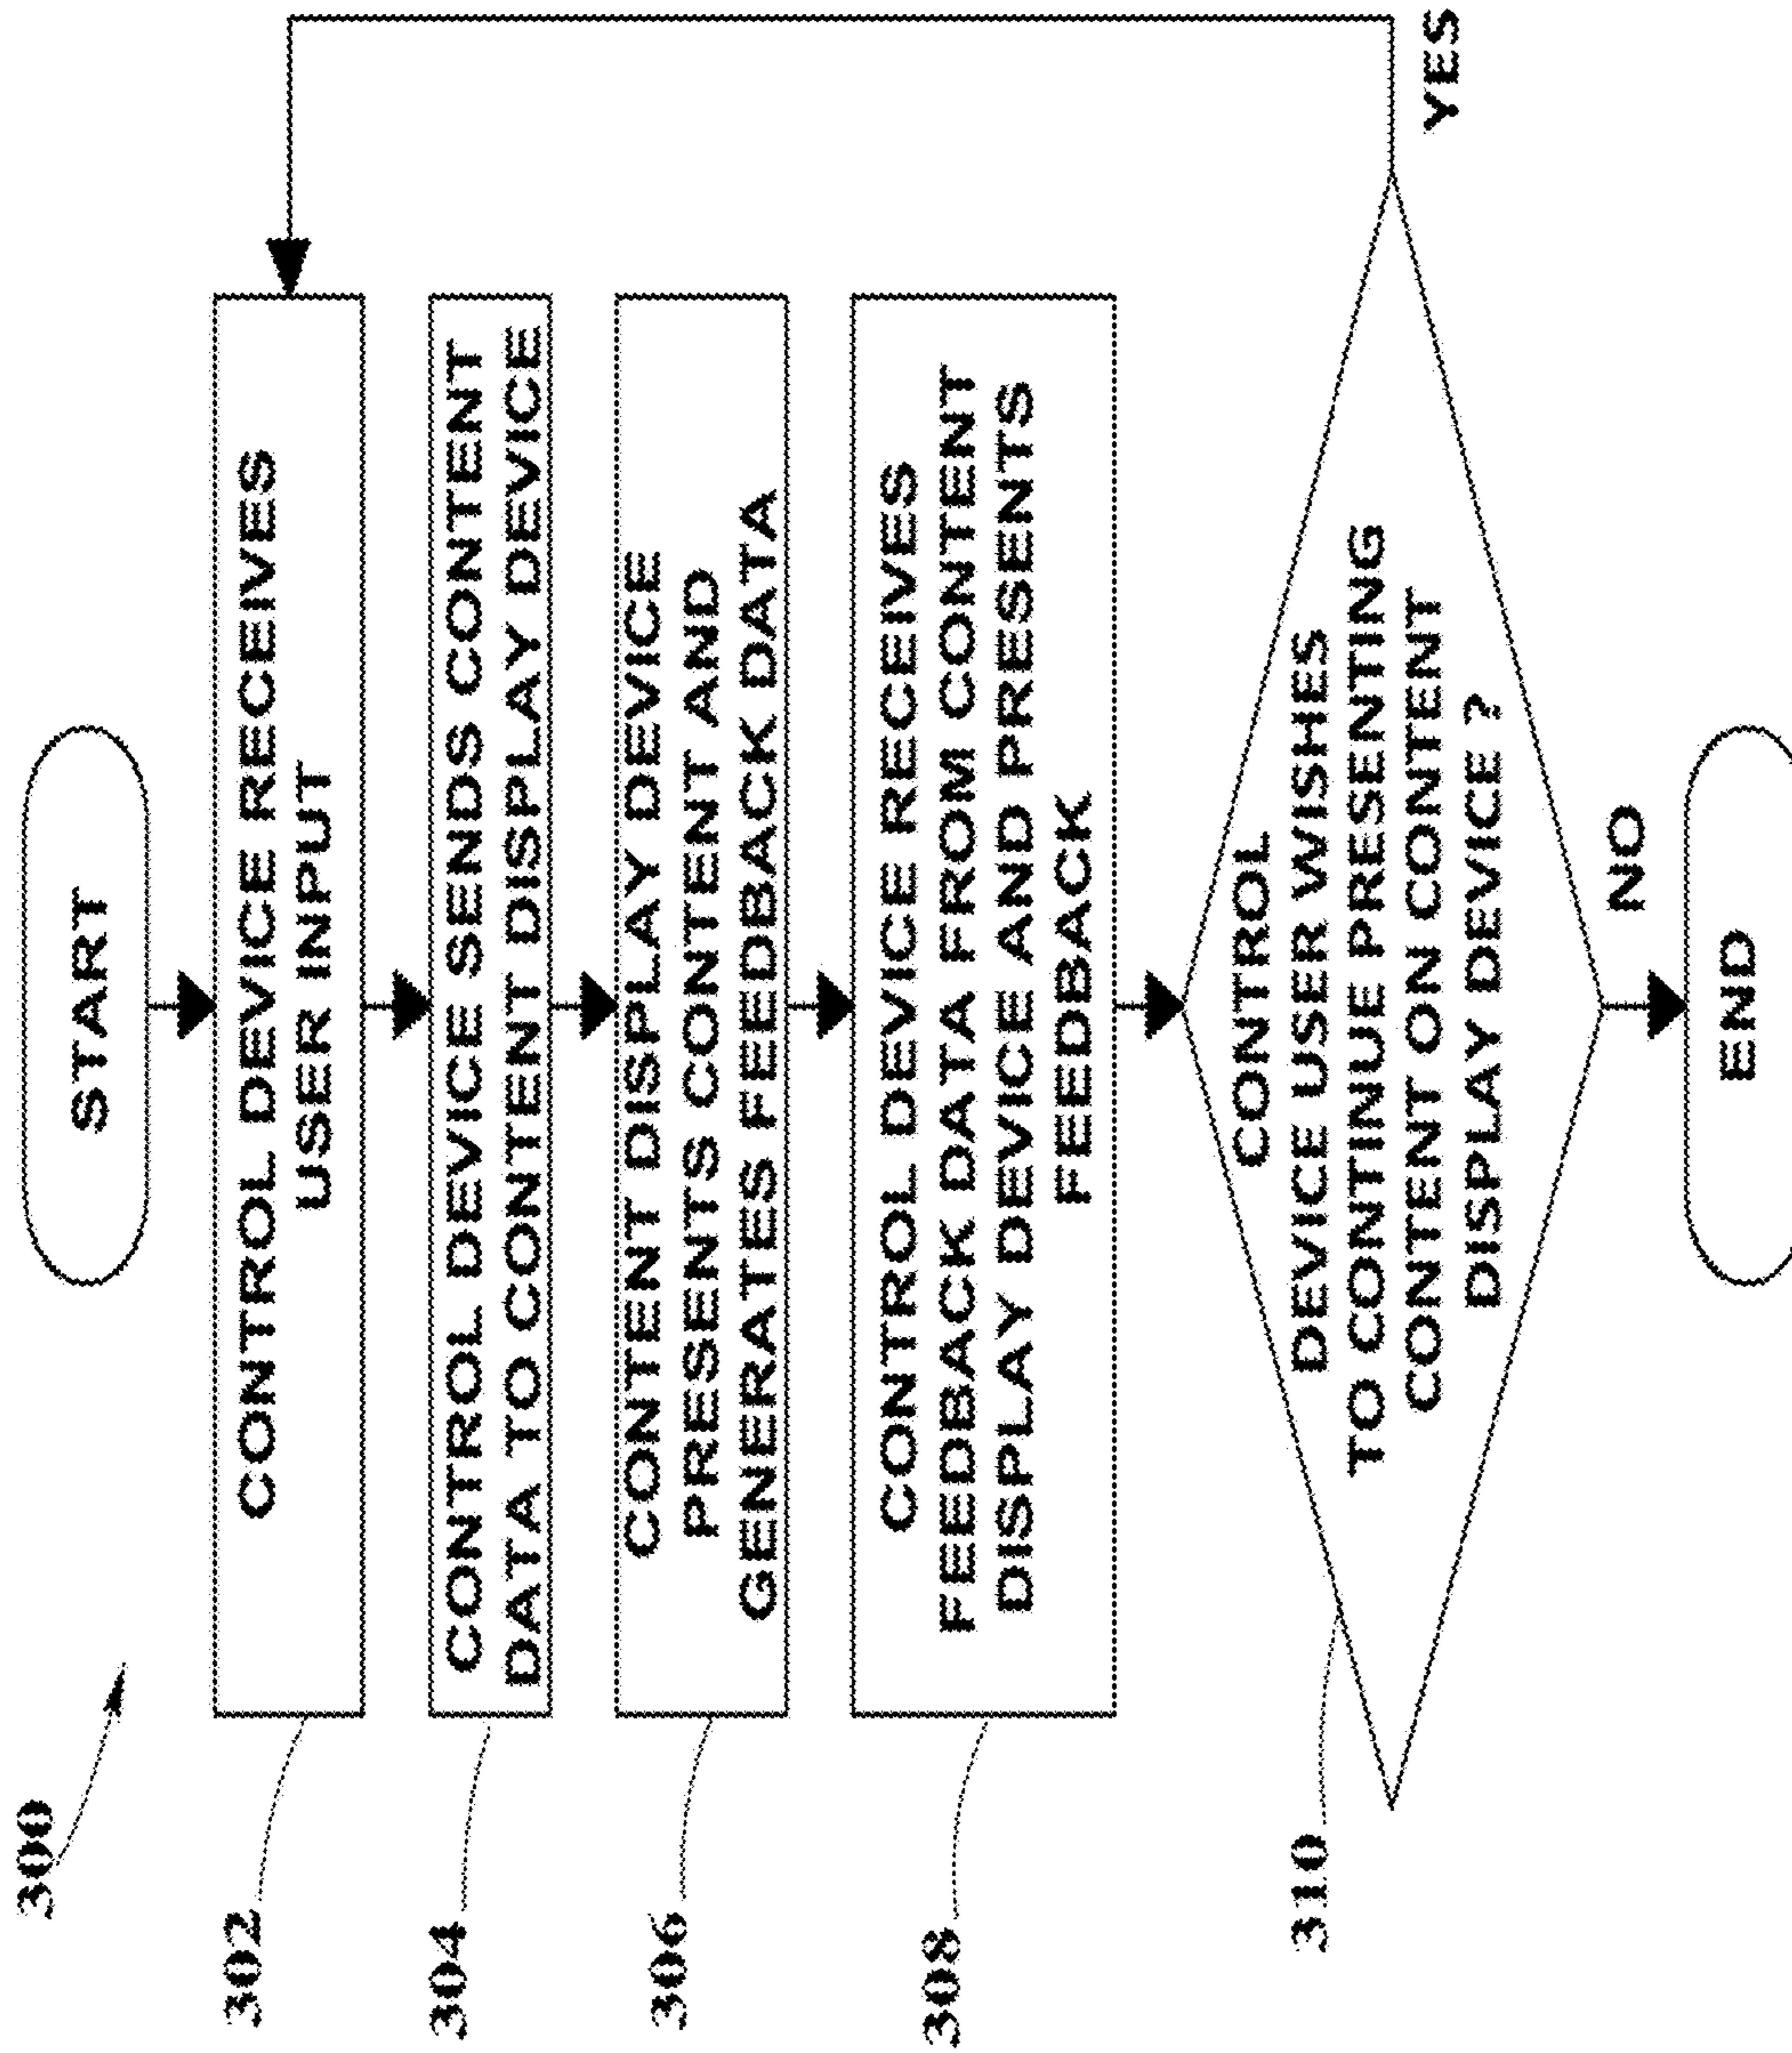 300
START
302
CONTROL DEVICE RECEIVES
USER INPUT
304
CONTROL DEVICE SENDS CONTENT
DATA TO CONTENT DISPLAY DEVICE
306
CONTENT DISPLAY DEVICE
PRESENTS CONTENT AND
GENERATES FEEDBACK DATA
308
CONTROL DEVICE RECEIVES
FEEDBACK DATA FROM CONTENT
DISPLAY DEVICE AND PRESENTS
FEEDBACK
310
CONTROL
DEVICE USER WISHES
TO CONTINUE PRESENTING
CONTENT ON CONTENT
DISPLAY DEVICE ?
YES
NO
END